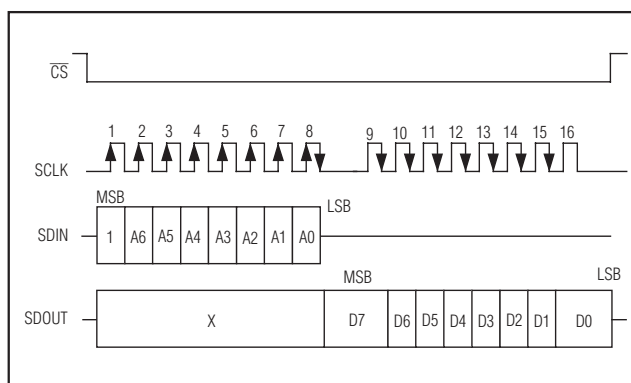 CS
1 2 3 4 5 6 7 8 9 10 11 12 13 14 15 16
SCLK
MSB LSB
SDIN 1 A6 A5 A4 A3 A2 A1 A0
MSB LSB
SDOUT X D7 D6 D5 D4 D3 D2 D1 D0